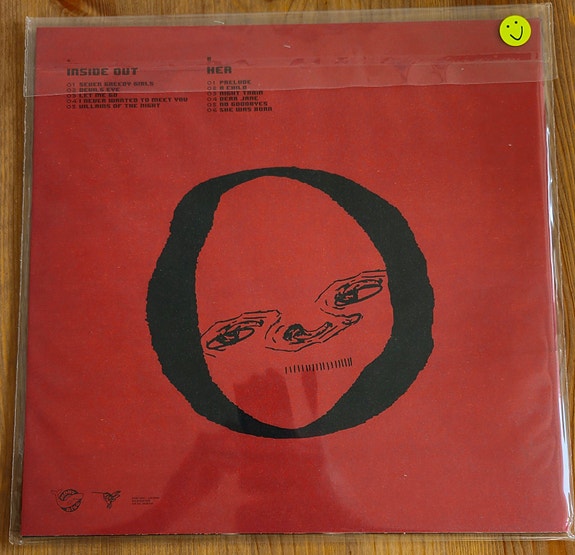 INSIDE OUT
01 SEVEN GREEDY GIRLS
02 DEVIL'S EYE
03 LET ME GO
04 I NEVER WANTED TO MEET YOU
05 VILLAINS OF THE NIGHT
HER
01 PRELUDE
02 A CHILD
03 NIGHT TRAIN
04 DEAR JANE
05 NO GOODBYES
06 SHE WAS BORN